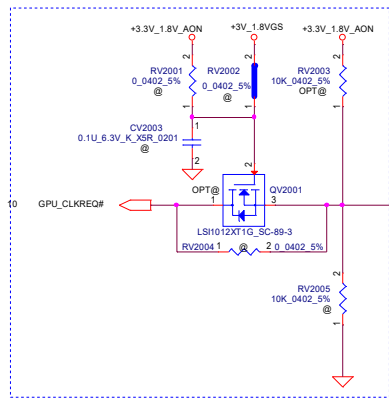 +3.3V_1.8V_AON
+3V_1.8VGS
+3.3V_1.8V_AON
2
2
2
RV2001
0_0402_5%
@
RV2002
0_0402_5%
@
RV2003
10K_0402_5%
OPT@
1
1
1
CV2003
0.1U_6.3V_K_X5R_0201
@
1
2
2
OPT@
QV2001
10
GPU_CLKREQ#
1
3
LSI1012XT1G_SC-89-3
RV2004
1
@
2
0_0402_5%
2
RV2005
10K_0402_5%
@
1